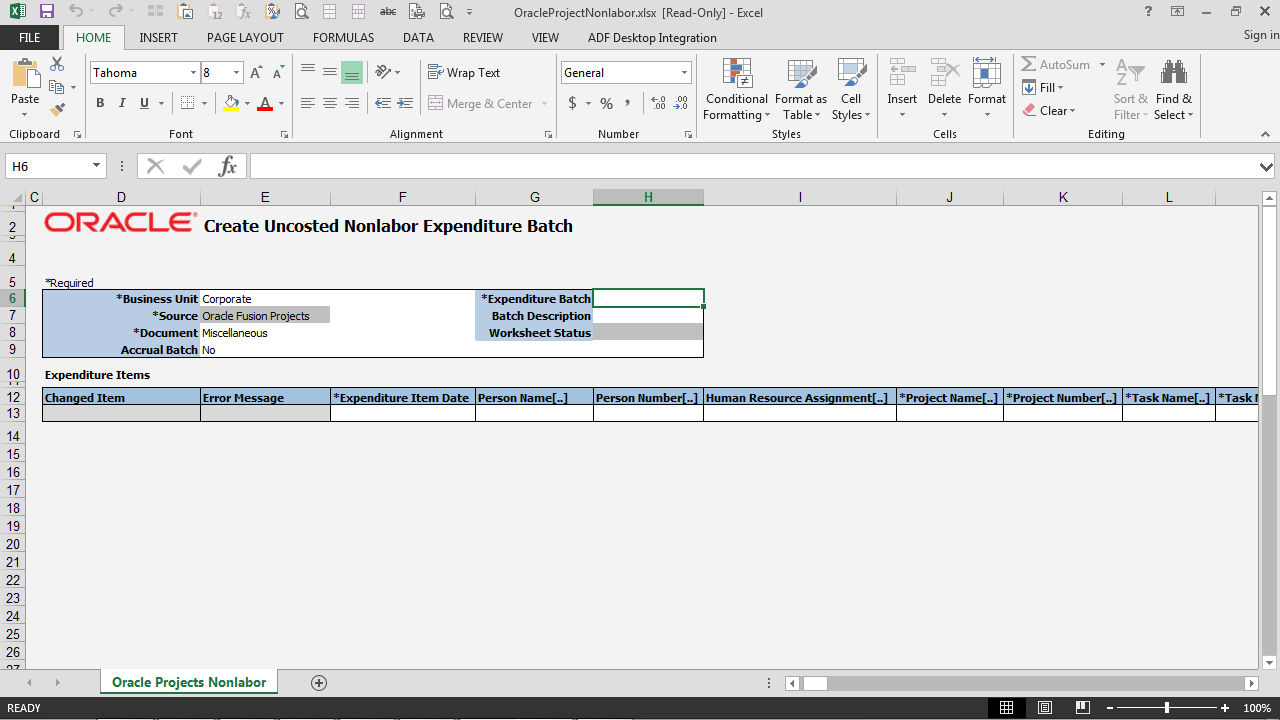 OracleProjectNonlabor.xlsx [Read-Only] - Excel
FILE HOME INSERT PAGE LAYOUT FORMULAS DATA REVIEW VIEW ADF Desktop Integration Sign in
Tahoma 8 Wrap Text General AutoSum
Paste Conditional Formatting Format as Table Cell Styles Insert Delete Format Fill Sort & Filter Find & Select
B I U Merge & Center $ % , Clear
Clipboard Font Alignment Number Styles Cells Editing
H6 fx
C D E F G H I J K L
2 ORACLE Create Uncosted Nonlabor Expenditure Batch
4
5 *Required
6 *Business Unit Corporate *Expenditure Batch
7 *Source Oracle Fusion Projects Batch Description
8 *Document Miscellaneous Worksheet Status
9 Accrual Batch No
10 Expenditure Items
12 Changed Item Error Message *Expenditure Item Date Person Name[..] Person Number[..] Human Resource Assignment[..] *Project Name[..] *Project Number[..] *Task Name[..] *Task
13
14
15
16
17
18
19
20
21
22
23
24
25
26
Oracle Projects Nonlabor
READY 100%